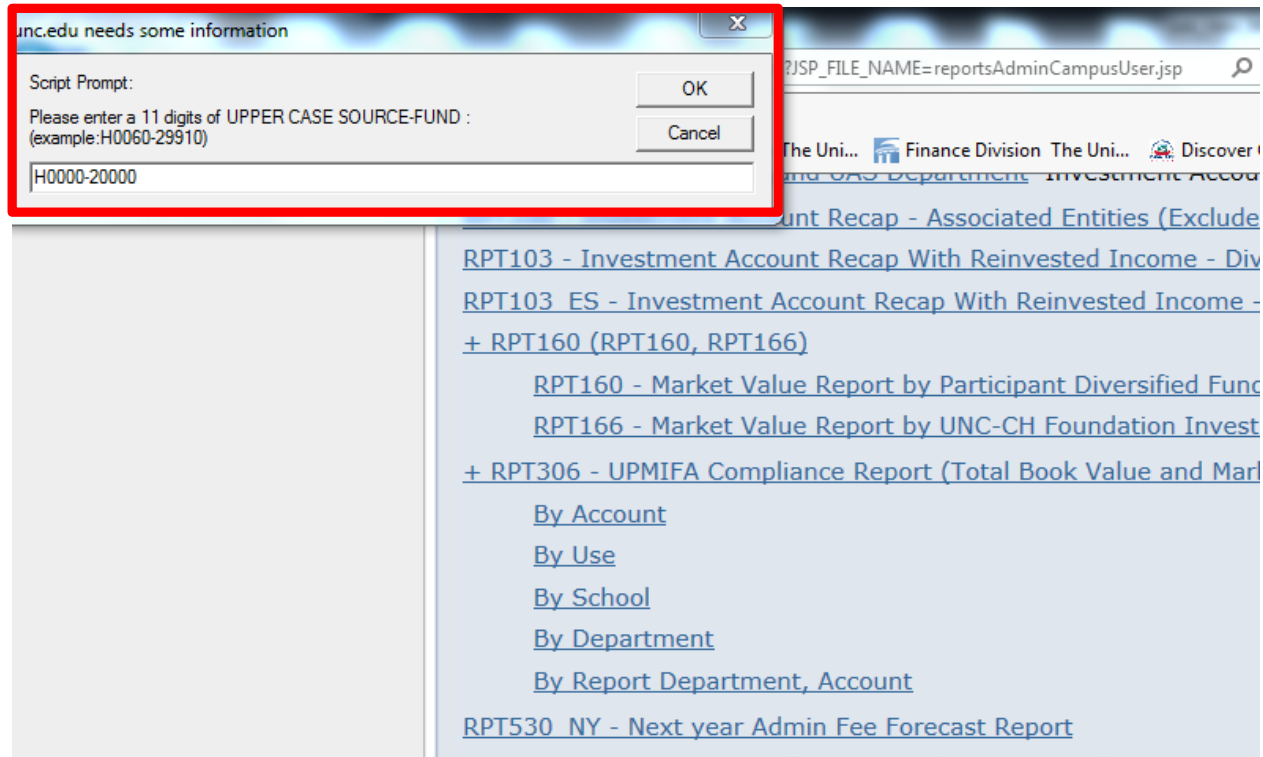 unc.edu needs some information
X
Script Prompt:
OK
Please enter a 11 digits of UPPER CASE SOURCE-FUND :
(example:H0060-29910)
Cancel
H0000-20000
?JSP_FILE_NAME=reportsAdminCampusUser.jsp
The Uni... Finance Division The Uni... Discover
Department Investment Accou
unt Recap - Associated Entities (Exclude
RPT103 - Investment Account Recap With Reinvested Income - Div
RPT103_ES - Investment Account Recap With Reinvested Income -
+ RPT160 (RPT160, RPT166)
RPT160 - Market Value Report by Participant Diversified Fund
RPT166 - Market Value Report by UNC-CH Foundation Invest
+ RPT306 - UPMIFA Compliance Report (Total Book Value and Mark
By Account
By Use
By School
By Department
By Report Department, Account
RPT530_NY - Next year Admin Fee Forecast Report